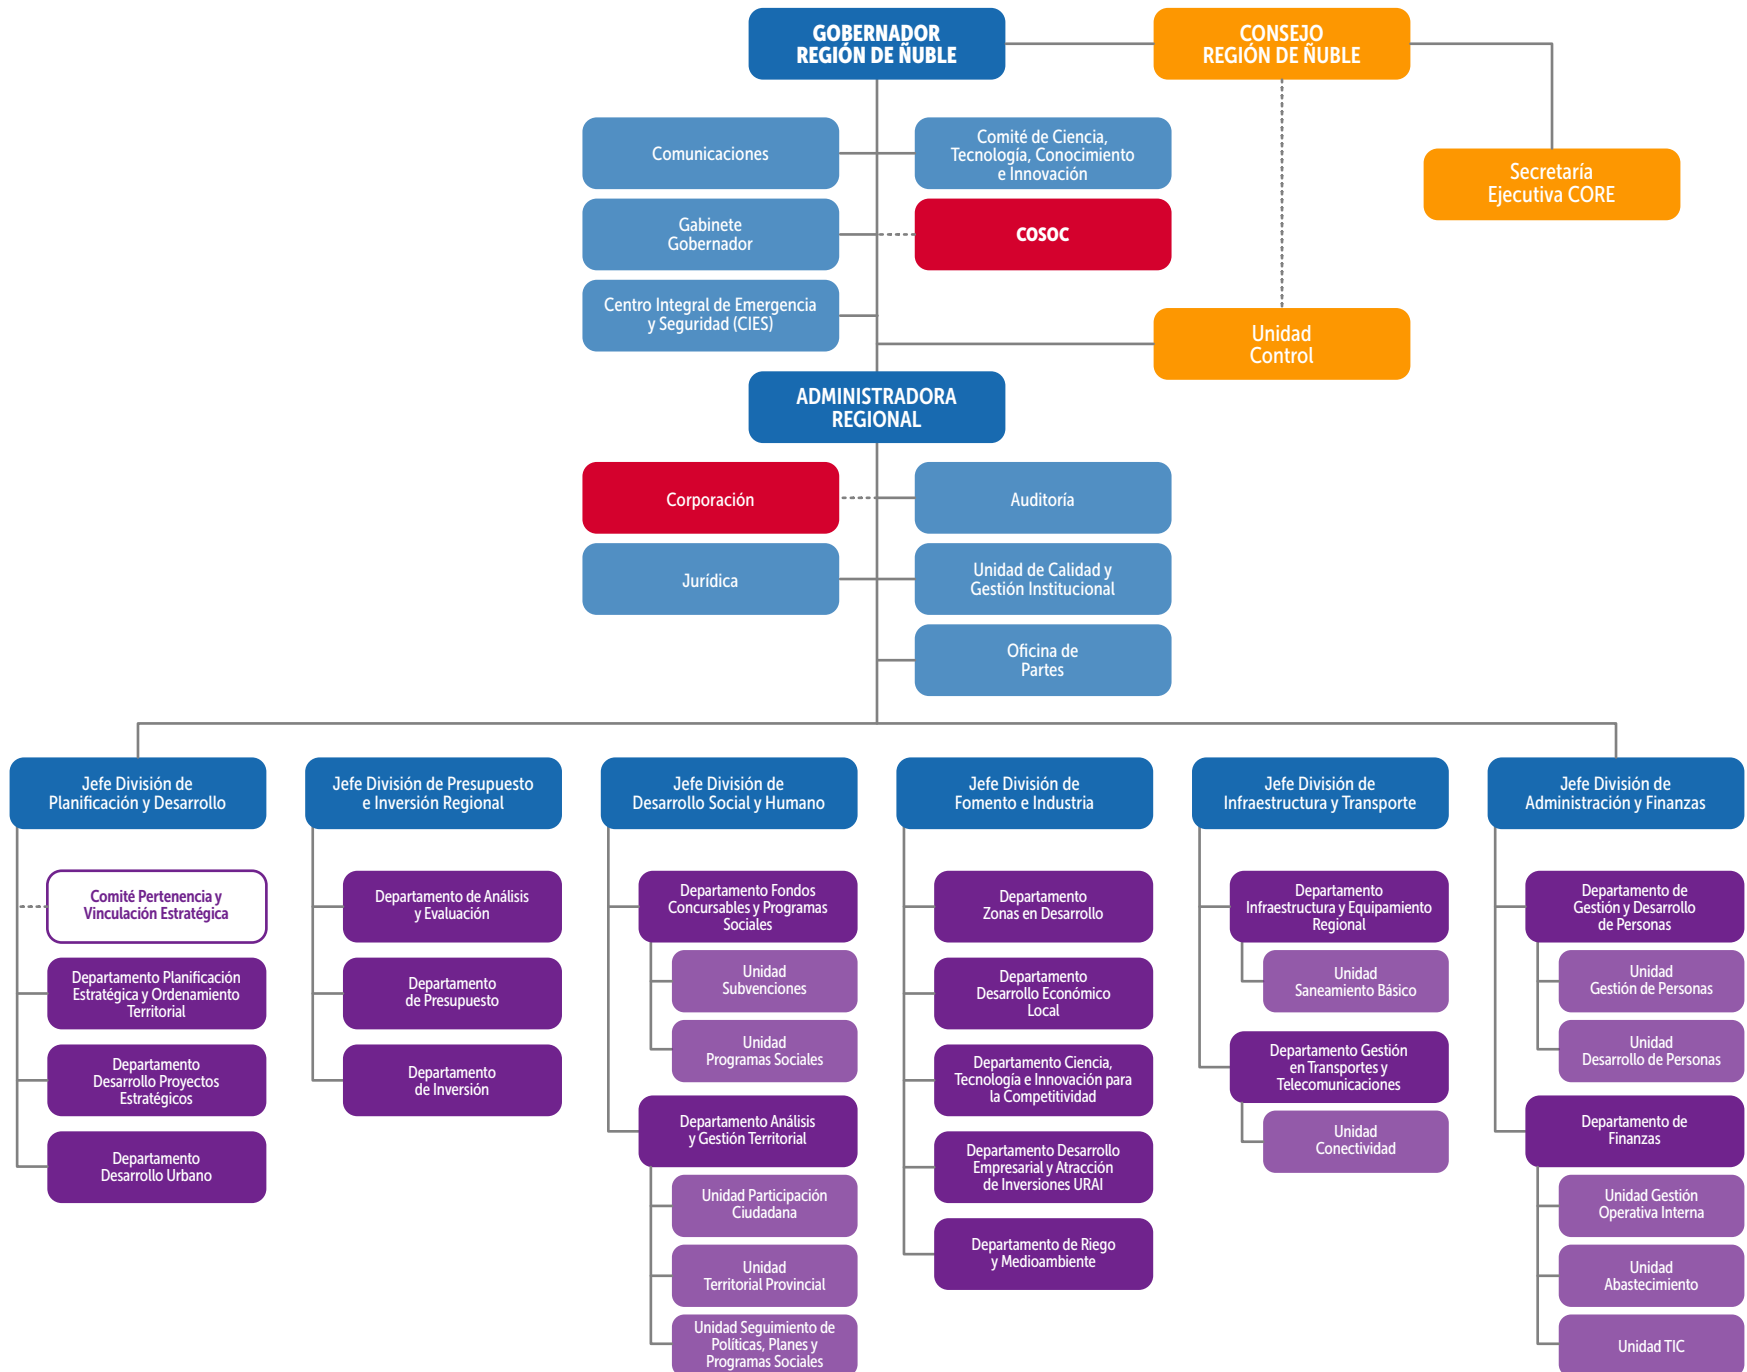 GOBERNADOR
REGIÓN DE ÑUBLE
CONSEJO
REGIÓN DE ÑUBLE
Comunicaciones
Comité de Ciencia,
Tecnología, Conocimiento
e Innovación
Secretaría
Ejecutiva CORE
Gabinete
Gobernador
COSOC
Centro Integral de Emergencia
y Seguridad (CIES)
Unidad
Control
ADMINISTRADORA
REGIONAL
Corporación
Auditoría
Jurídica
Unidad de Calidad y
Gestión Institucional
Oficina de
Partes
Jefe División de
Planificación y Desarrollo
Comité Pertenencia y
Vinculación Estratégica
Departamento Planificación
Estratégica y Ordenamiento
Territorial
Departamento
Desarrollo Proyectos
Estratégicos
Departamento
Desarrollo Urbano
Jefe División de Presupuesto
e Inversión Regional
Departamento de Análisis
y Evaluación
Departamento
de Presupuesto
Departamento
de Inversión
Jefe División de
Desarrollo Social y Humano
Departamento Fondos
Concursables y Programas
Sociales
Unidad
Subvenciones
Unidad
Programas Sociales
Departamento Análisis
y Gestión Territorial
Unidad Participación
Ciudadana
Unidad
Territorial Provincial
Unidad Seguimiento de
Políticas, Planes y
Programas Sociales
Jefe División de
Fomento e Industria
Departamento
Zonas en Desarrollo
Departamento
Desarrollo Económico
Local
Departamento Ciencia,
Tecnología e Innovación para
la Competitividad
Departamento Desarrollo
Empresarial y Atracción
de Inversiones URAI
Departamento de Riego
y Medioambiente
Jefe División de
Infraestructura y Transporte
Departamento
Infraestructura y Equipamiento
Regional
Unidad
Saneamiento Básico
Departamento Gestión
en Transportes y
Telecomunicaciones
Unidad
Conectividad
Jefe División de
Administración y Finanzas
Departamento de
Gestión y Desarrollo
de Personas
Unidad
Gestión de Personas
Unidad
Desarrollo de Personas
Departamento de
Finanzas
Unidad Gestión
Operativa Interna
Unidad
Abastecimiento
Unidad TIC